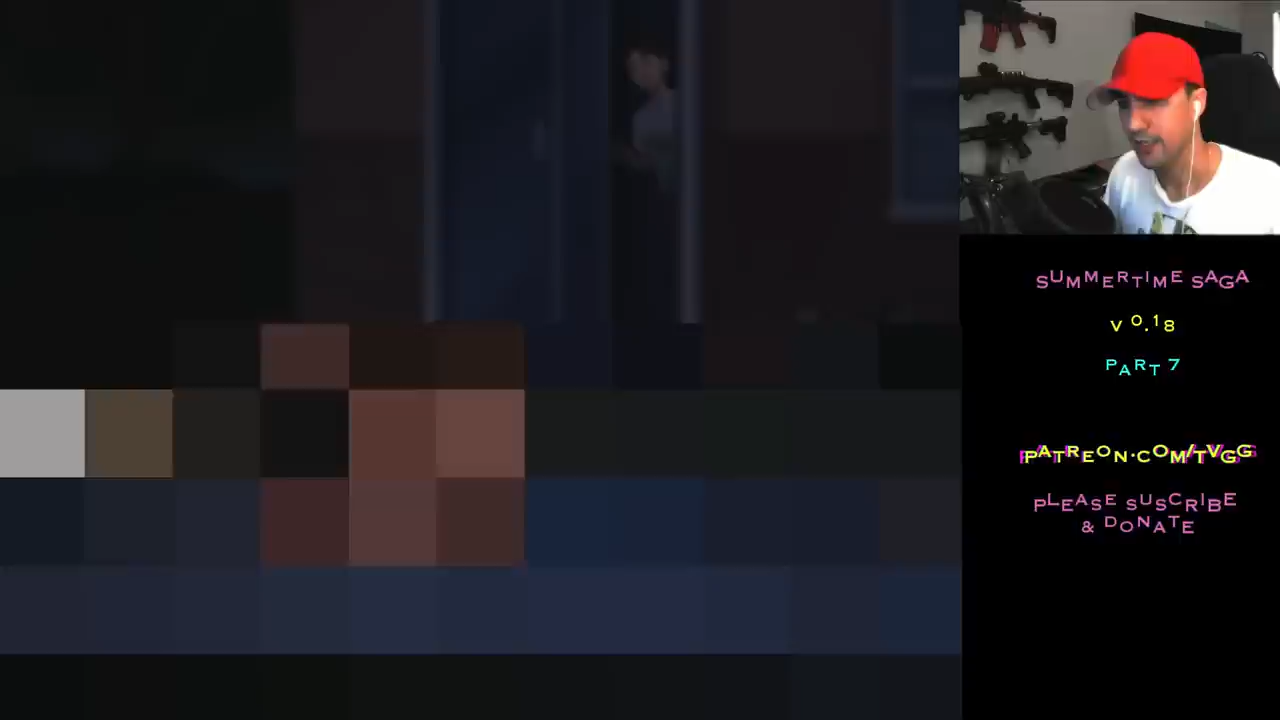 SUMMERTIME SAGA
V 0.18
PART 7
PATREON.COM/TVGG
PLEASE SUSCRIBE
& DONATE